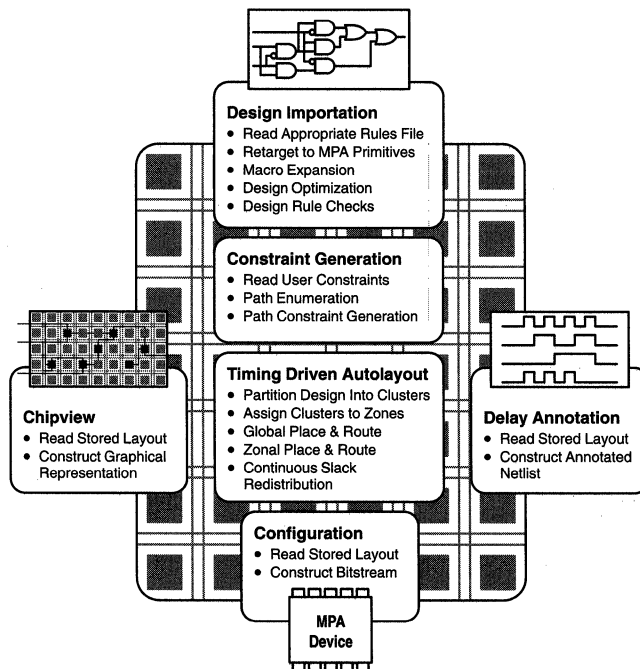 Design Importation
• Read Appropriate Rules File
• Retarget to MPA Primitives
• Macro Expansion
• Design Optimization
• Design Rule Checks
Constraint Generation
• Read User Constraints
• Path Enumeration
• Path Constraint Generation
Timing Driven Autolayout
• Partition Design Into Clusters
• Assign Clusters to Zones
• Global Place & Route
• Zonal Place & Route
• Continuous Slack
Redistribution
Chipview
• Read Stored Layout
• Construct Graphical
Representation
Delay Annotation
• Read Stored Layout
• Construct Annotated
Netlist
Configuration
• Read Stored Layout
• Construct Bitstream
MPA
Device